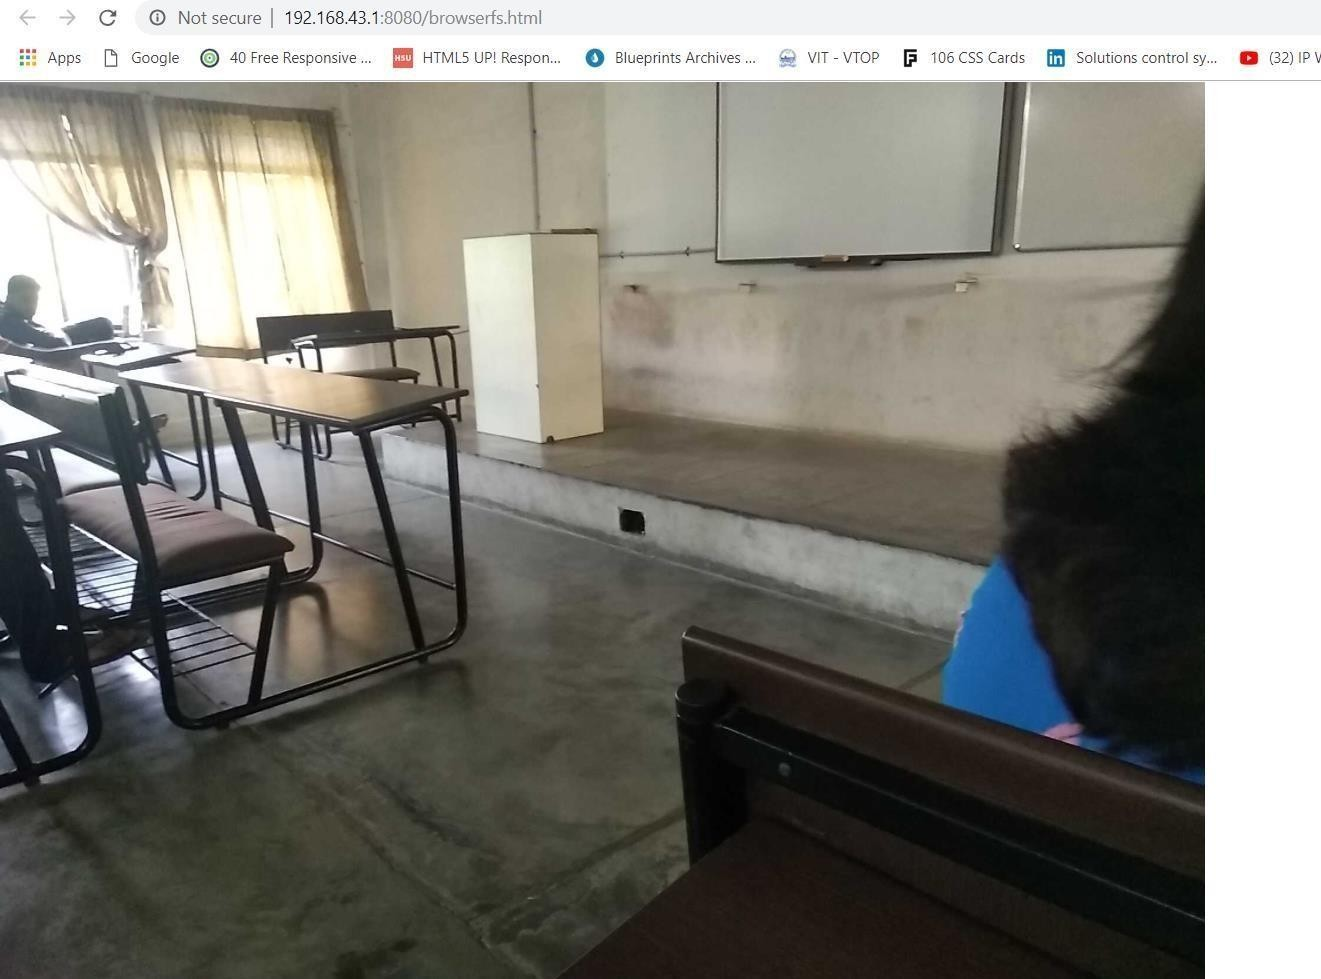 Not secure | 192.168.43.1:8080/browserfs.html
Apps Google 40 Free Responsive ... HSU HTML5 UP! Respon... Blueprints Archives ... VIT - VTOP F 106 CSS Cards in Solutions control sy... (32) IP W